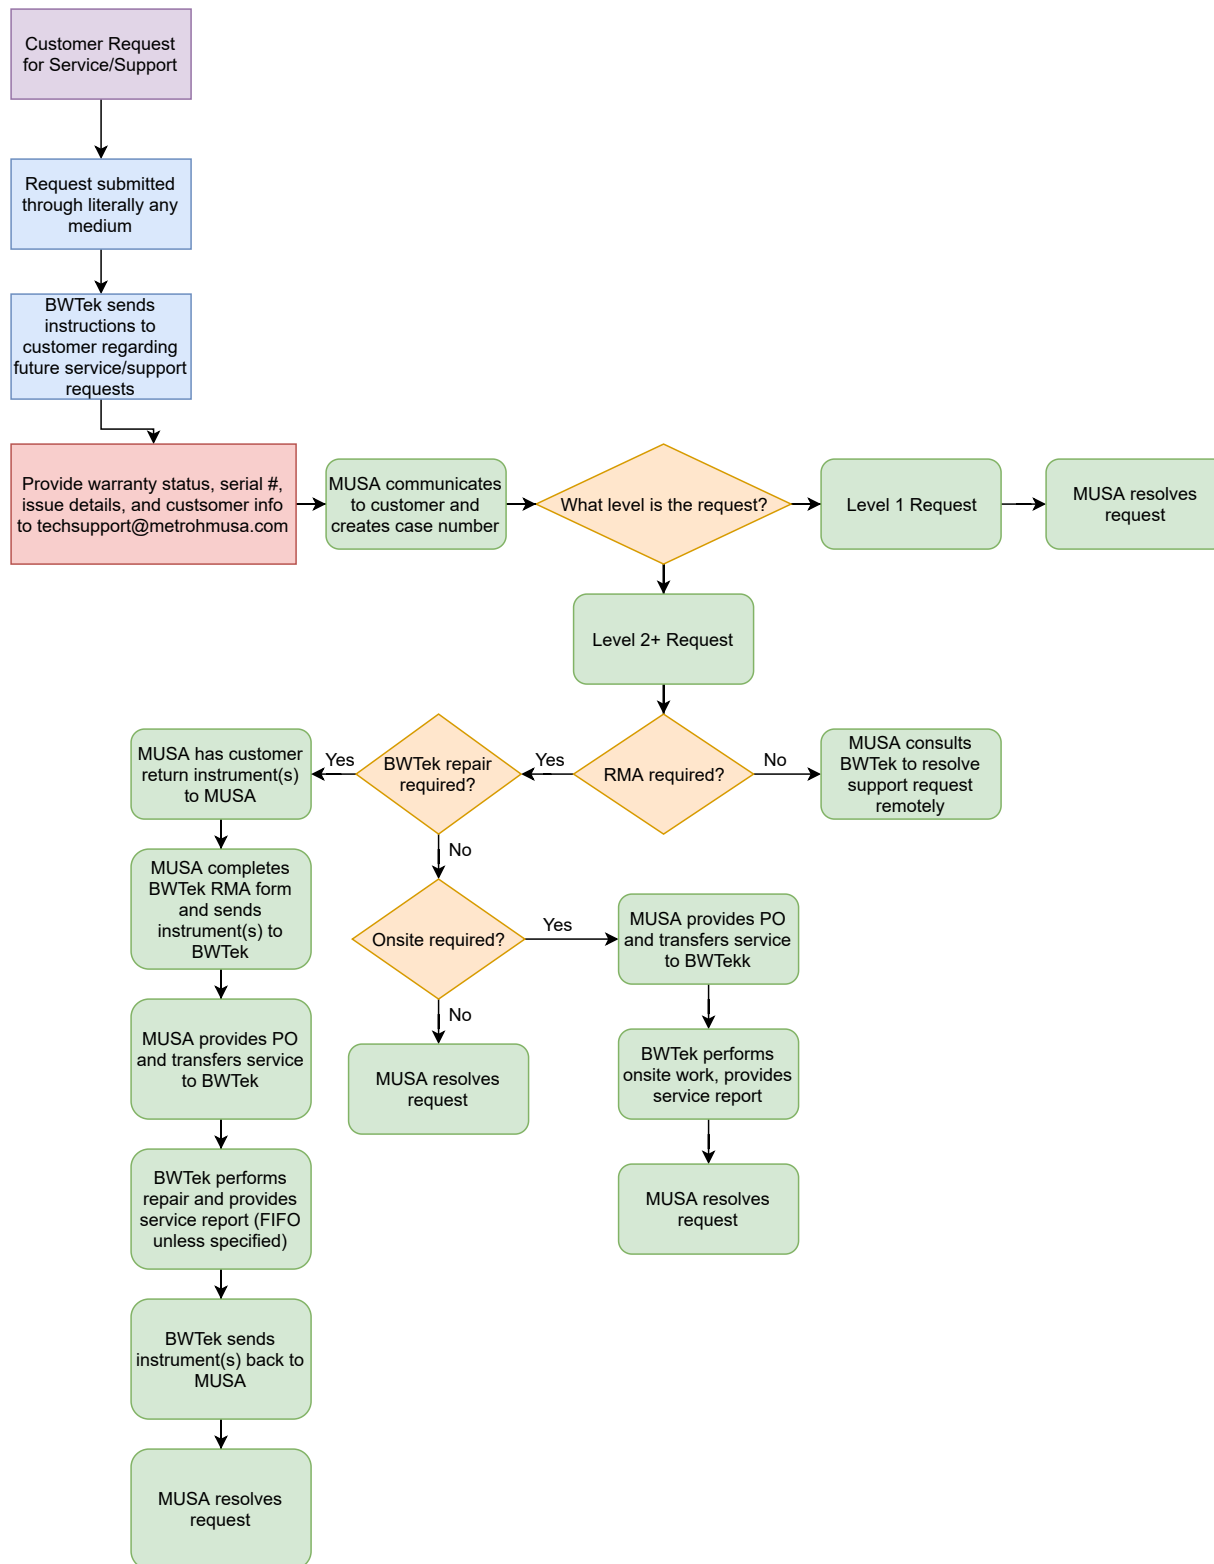 Customer Request
for Service/Support
Request submitted
through literally any
medium
BWTek sends
instructions to
customer regarding
future service/support
requests
Provide warranty status, serial #,
issue details, and custsomer info
to techsupport@metrohmusa.com
MUSA communicates
to customer and
creates case number
What level is the request?
Level 1 Request
MUSA resolves
request
Level 2+ Request
RMA required?
No
MUSA consults
BWTek to resolve
support request
remotely
Yes
BWTek repair
required?
Yes
MUSA has customer
return instrument(s)
to MUSA
MUSA completes
BWTek RMA form
and sends
instrument(s) to
BWTek
MUSA provides PO
and transfers service
to BWTek
BWTek performs
repair and provides
service report (FIFO
unless specified)
BWTek sends
instrument(s) back to
MUSA
MUSA resolves
request
No
Onsite required?
Yes
MUSA provides PO
and transfers service
to BWTekk
BWTek performs
onsite work, provides
service report
MUSA resolves
request
No
MUSA resolves
request